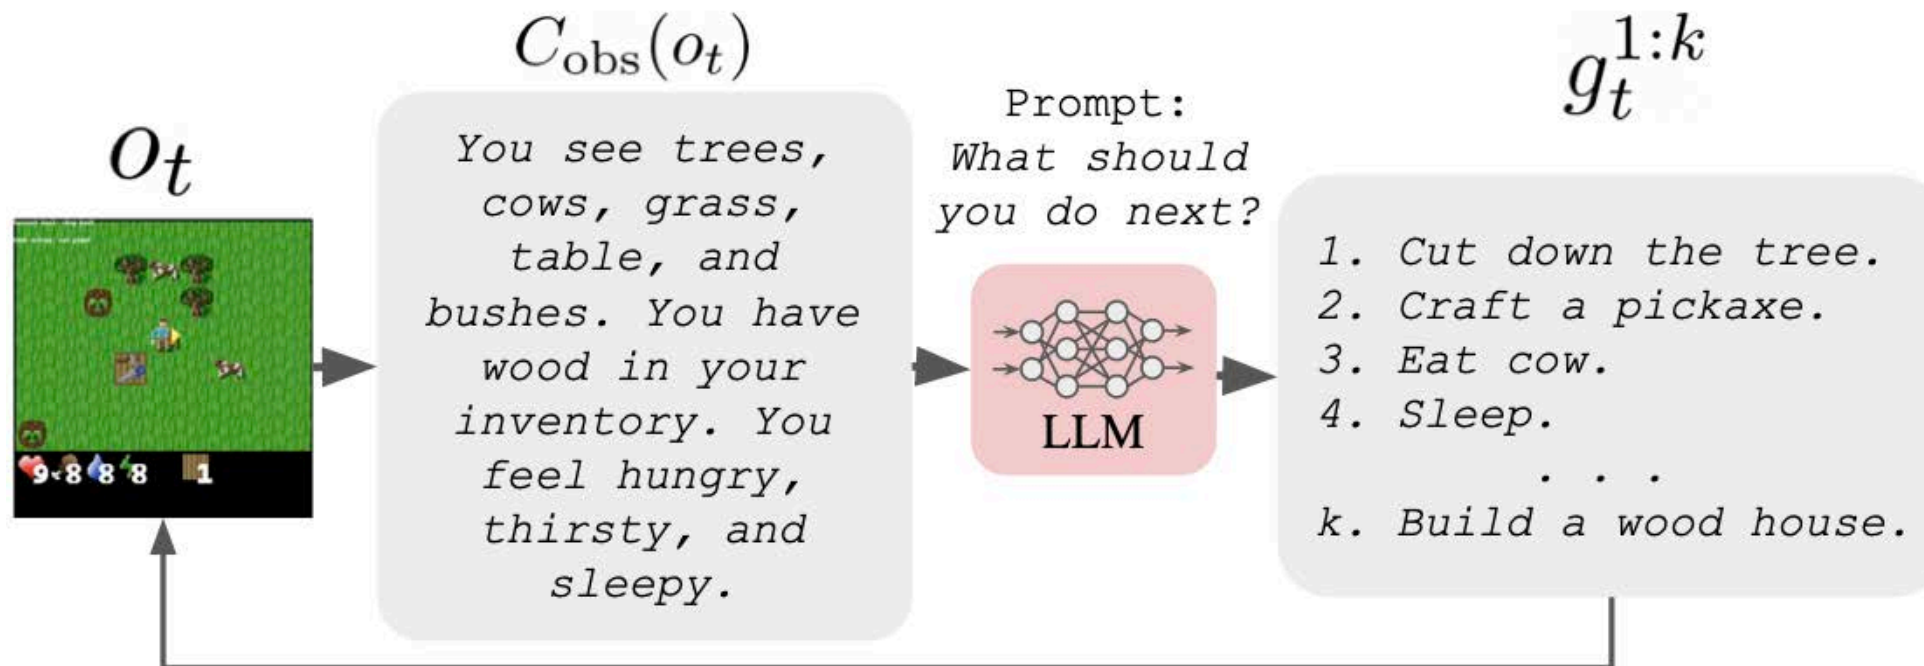 o_t
C_obs(o_t)
You see trees,
cows, grass,
table, and
bushes. You have
wood in your
inventory. You
feel hungry,
thirsty, and
sleepy.
Prompt:
What should
you do next?
LLM
g_t^{1:k}
1. Cut down the tree.
2. Craft a pickaxe.
3. Eat cow.
4. Sleep.
. . .
k. Build a wood house.
9 8 8 8 1